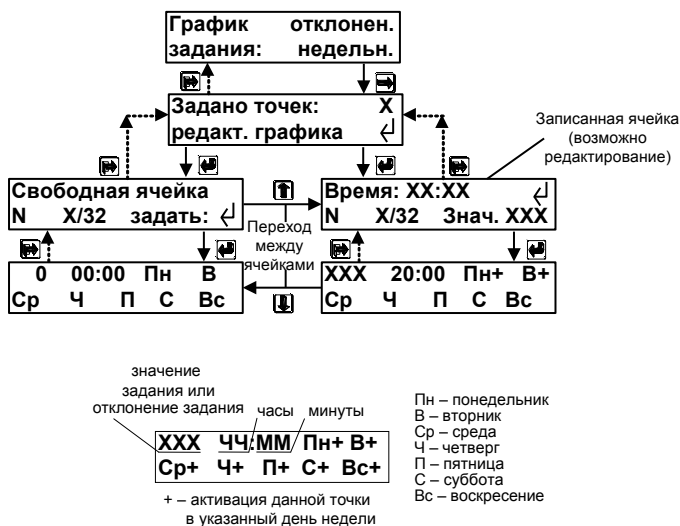 График отклонен.
задания: недельн.
Задано точек: X
редакт. графика
Записанная ячейка
(возможно
редактирование)
Свободная ячейка
N X/32 задать:
Время: XX:XX
N X/32 Знач. XXX
Переход
между
ячейками
0 00:00 Пн В
Ср Ч П С Вс
XXX 20:00 Пн+ В+
Ср Ч П С Вс
значение
задания или
отклонение задания
часы
минуты
XXX ЧЧ:ММ Пн+ В+
Ср+ Ч+ П+ С+ Вс+
+ – активация данной точки
в указанный день недели
Пн – понедельник
В – вторник
Ср – среда
Ч – четверг
П – пятница
С – суббота
Вс – воскресение